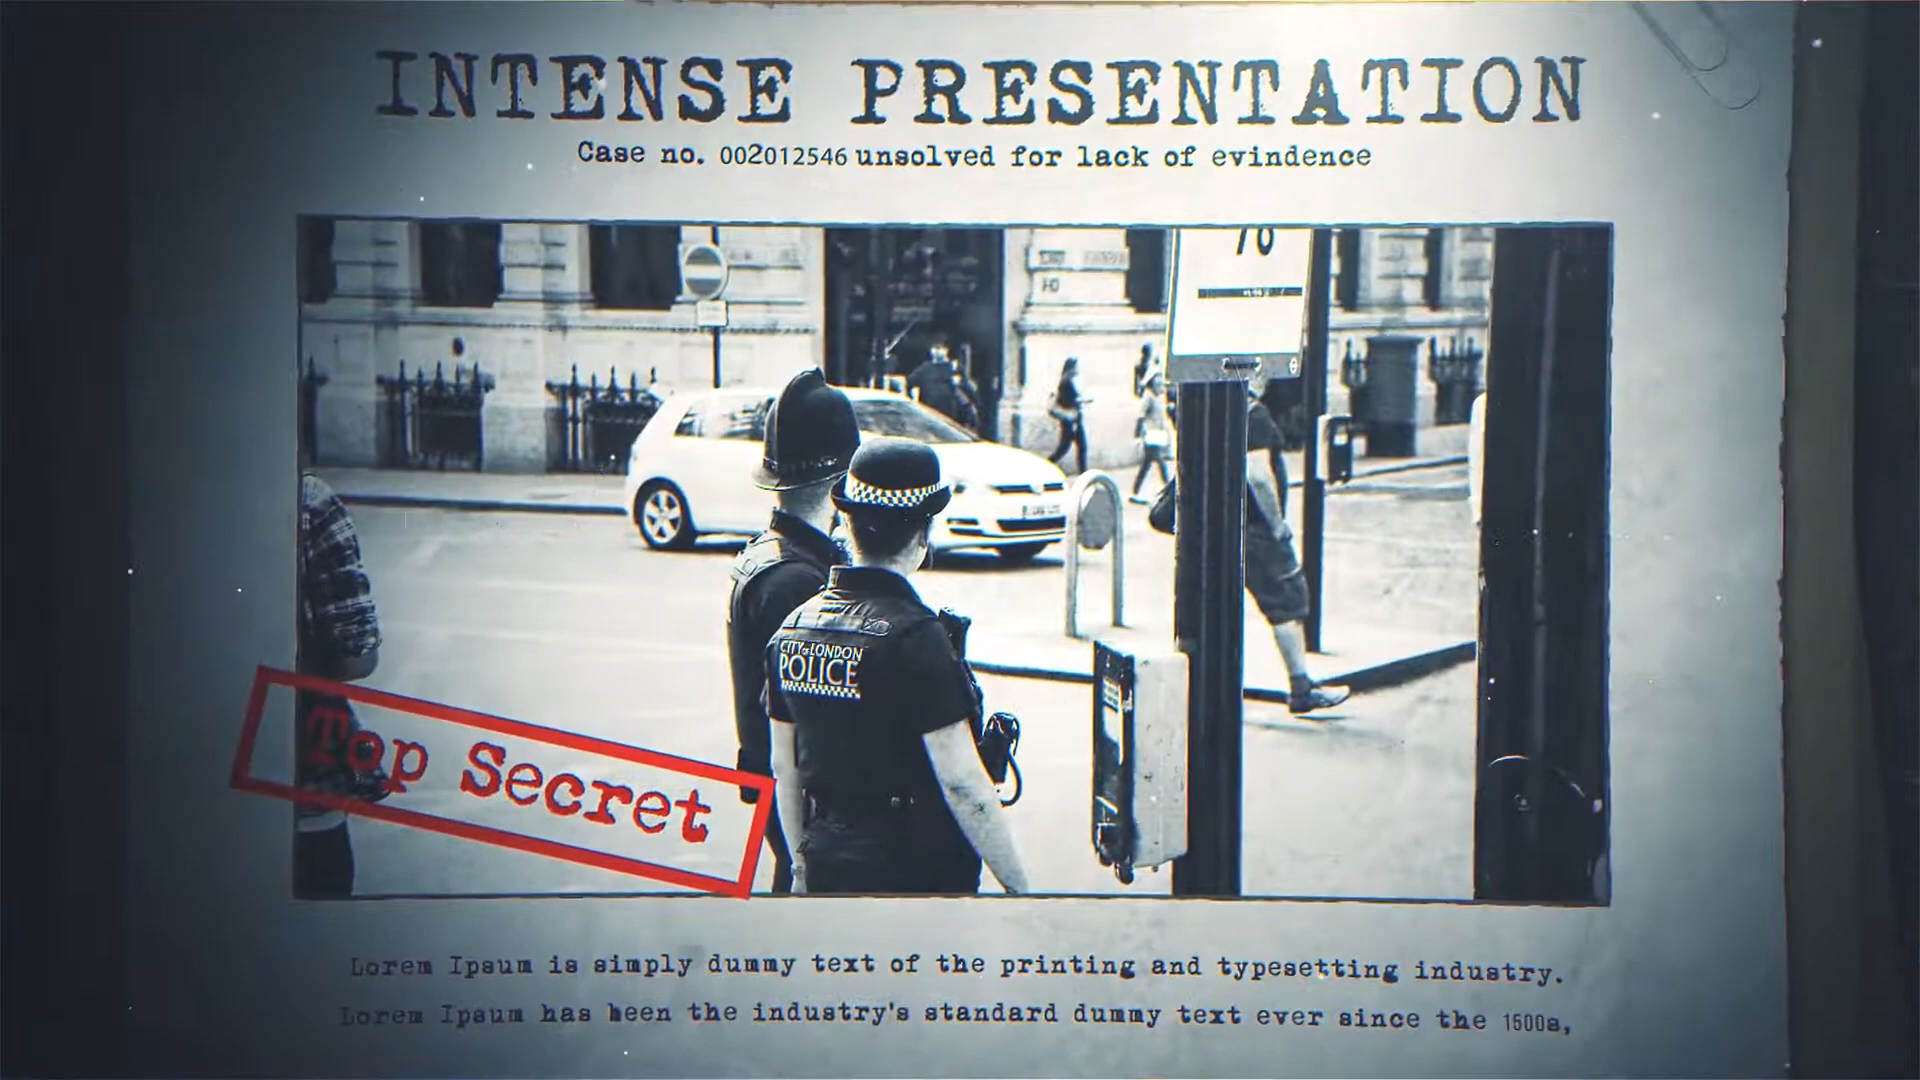 INTENSE PRESENTATION
Case no. 002012546 unsolved for lack of evindence
70
CITY OF LONDON
POLICE
Top Secret
Lorem Ipsum is simply dummy text of the printing and typesetting industry.
Lorem Ipsum has been the industry's standard dummy text ever since the 1500s,